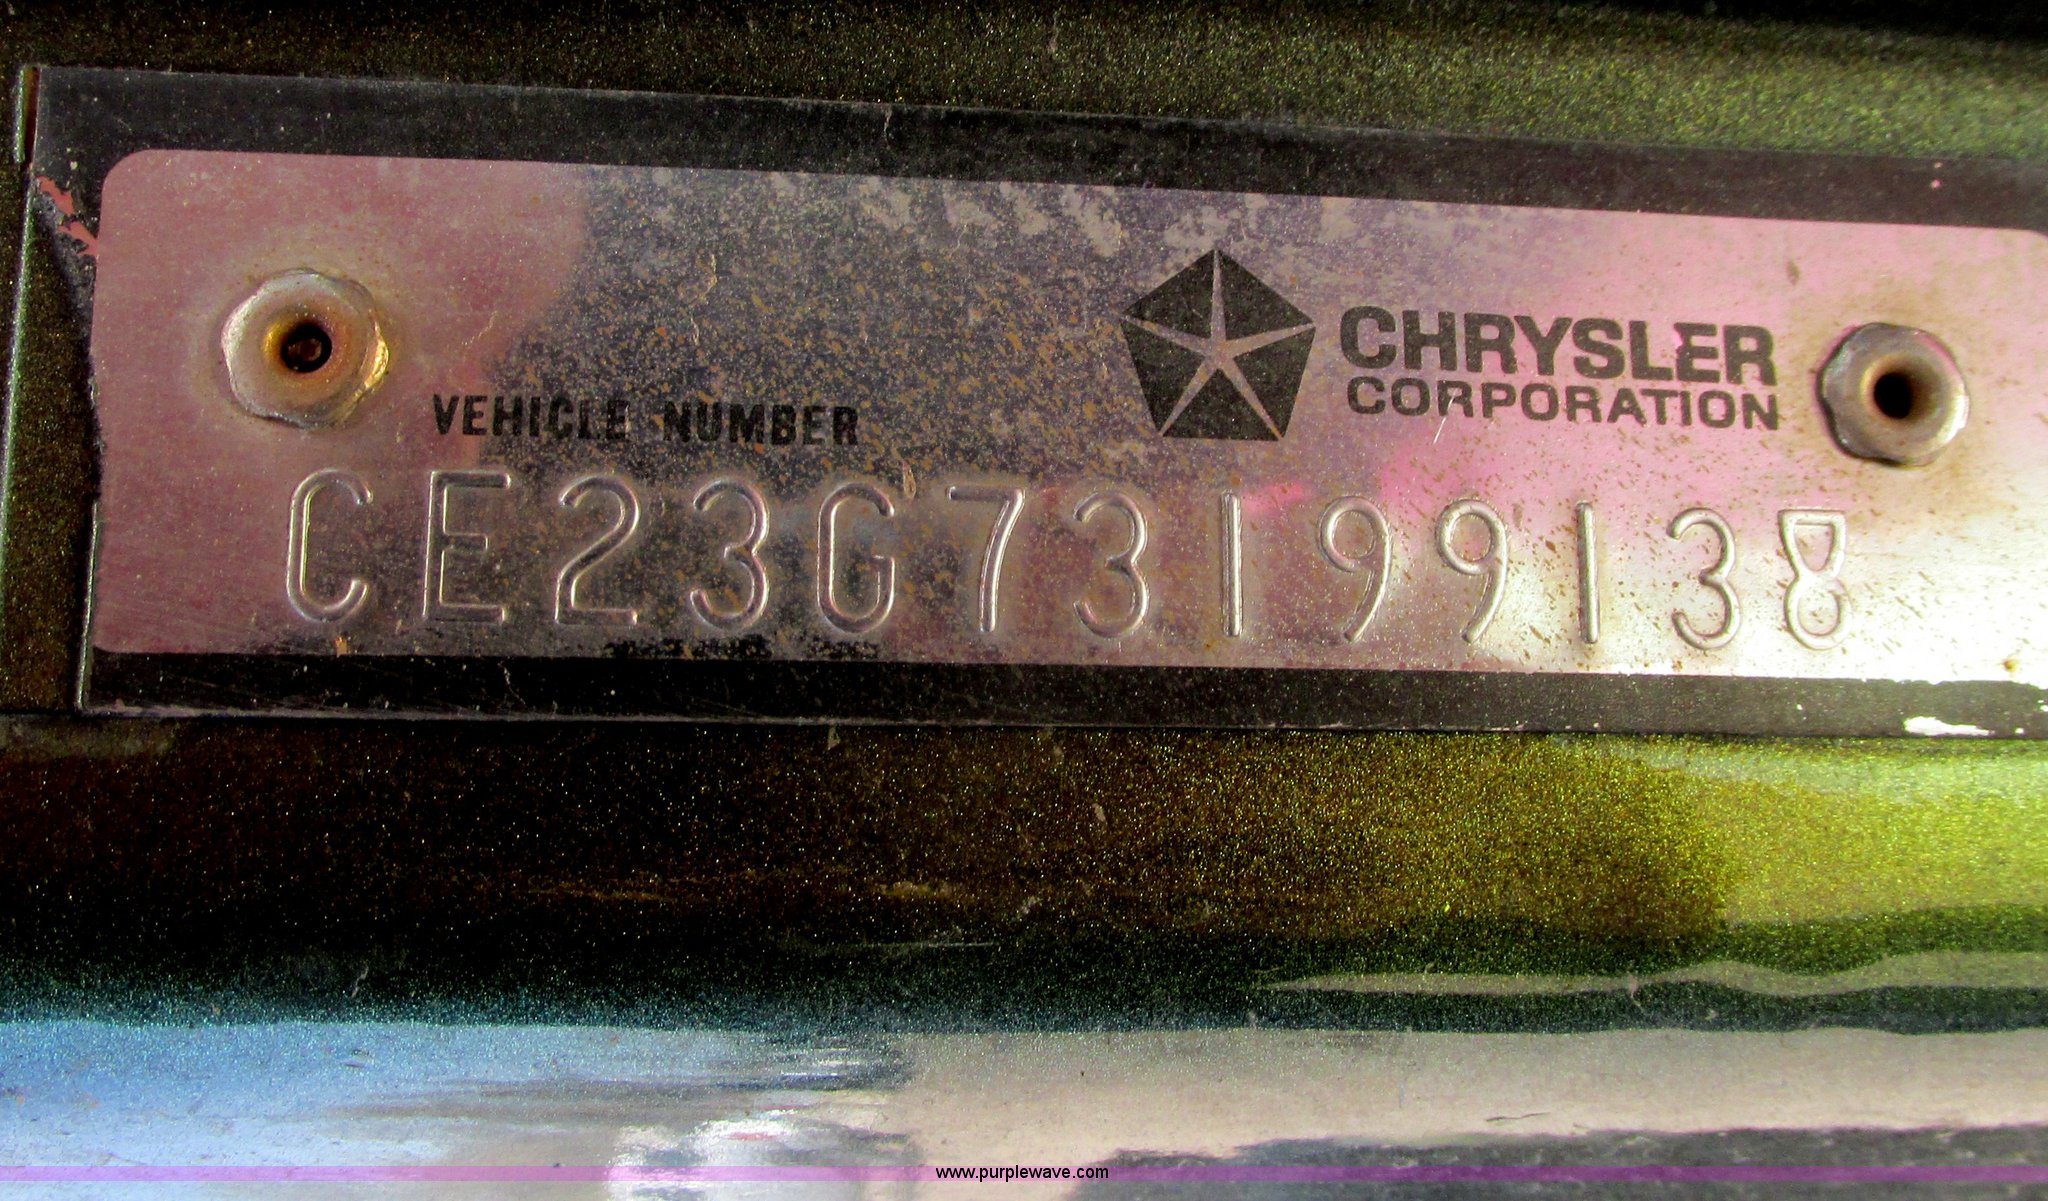 VEHICLE NUMBER
CHRYSLER
CORPORATION
CE23G73199138
www.purplewave.com